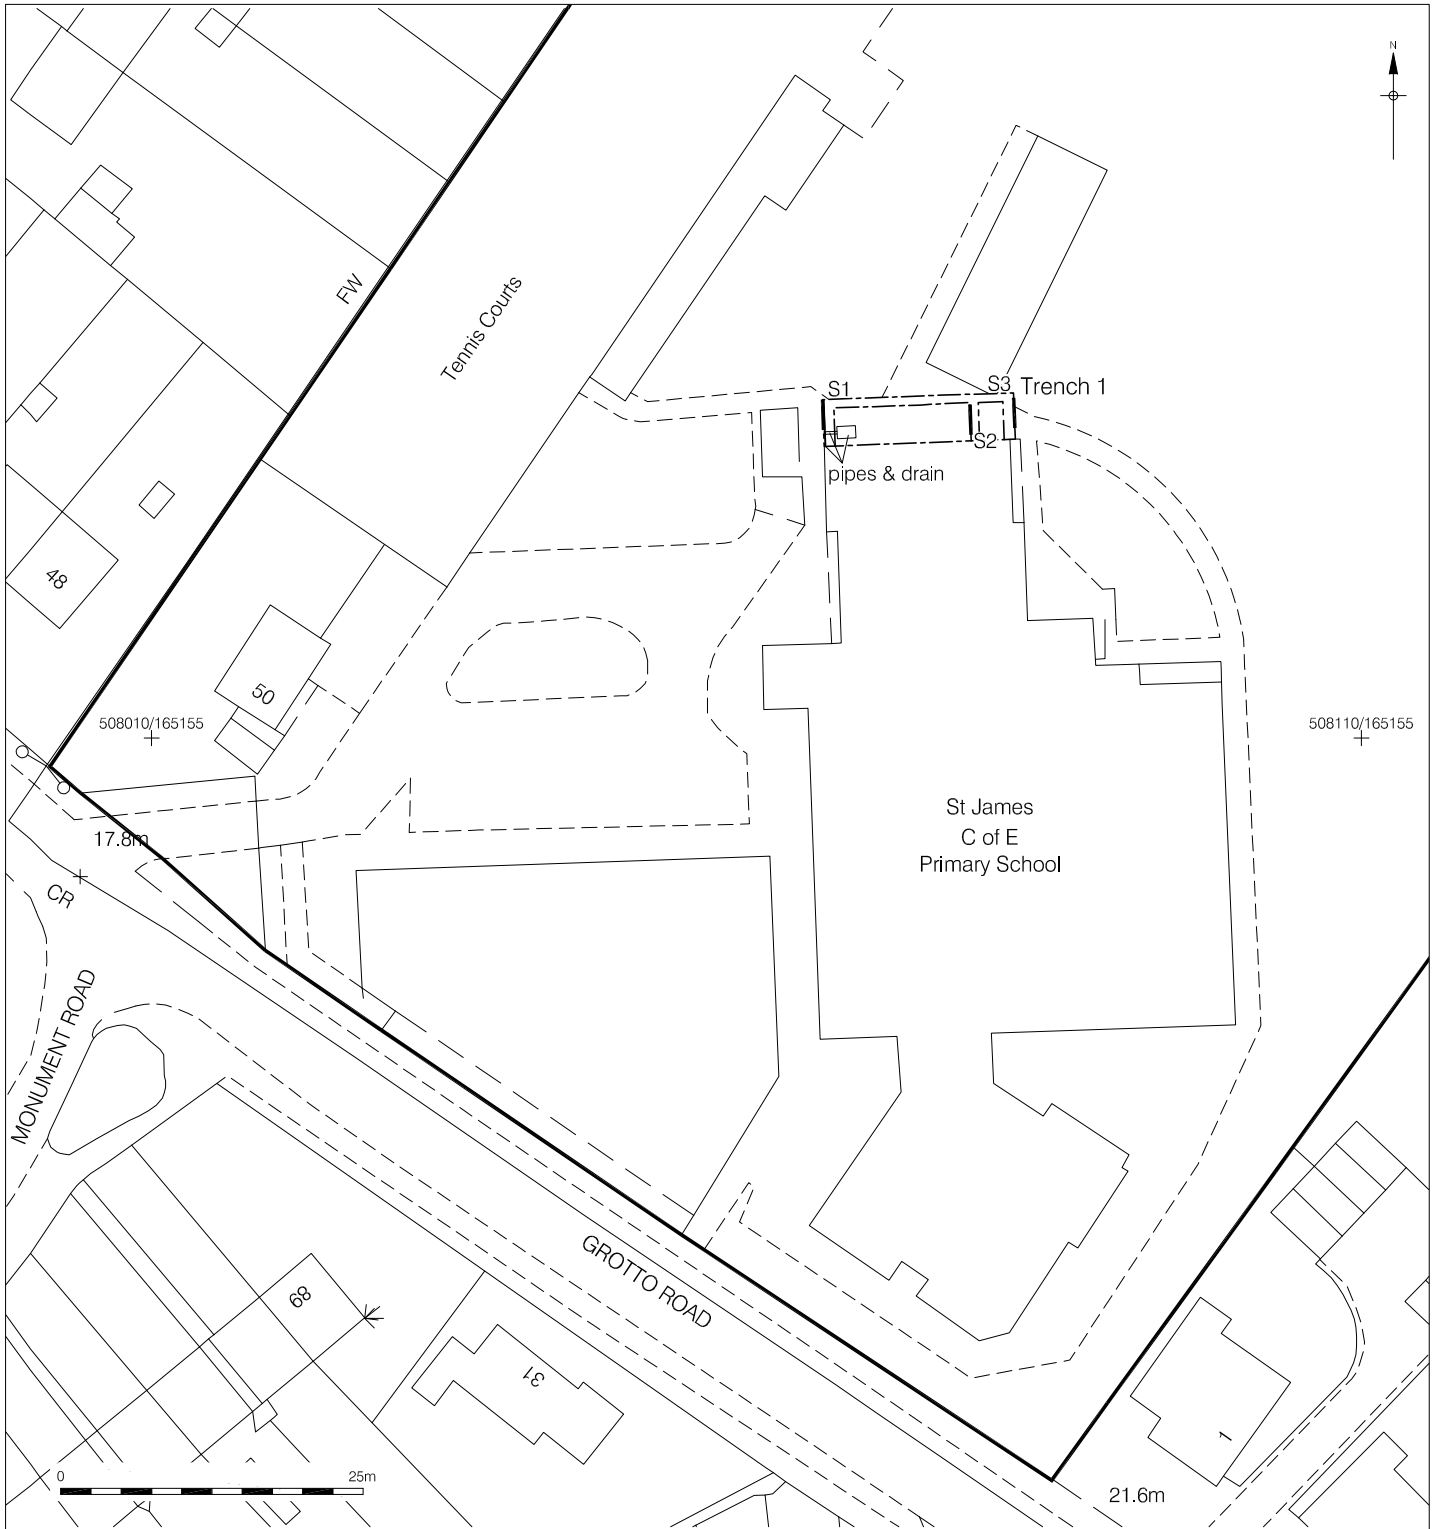 N
FW
Tennis Courts
S1
S3
Trench 1
S2
pipes & drain
48
50
508010/165155
508110/165155
17.8m
CR
St James
C of E
Primary School
MONUMENT ROAD
GROTTO ROAD
68
31
1
0
25m
21.6m